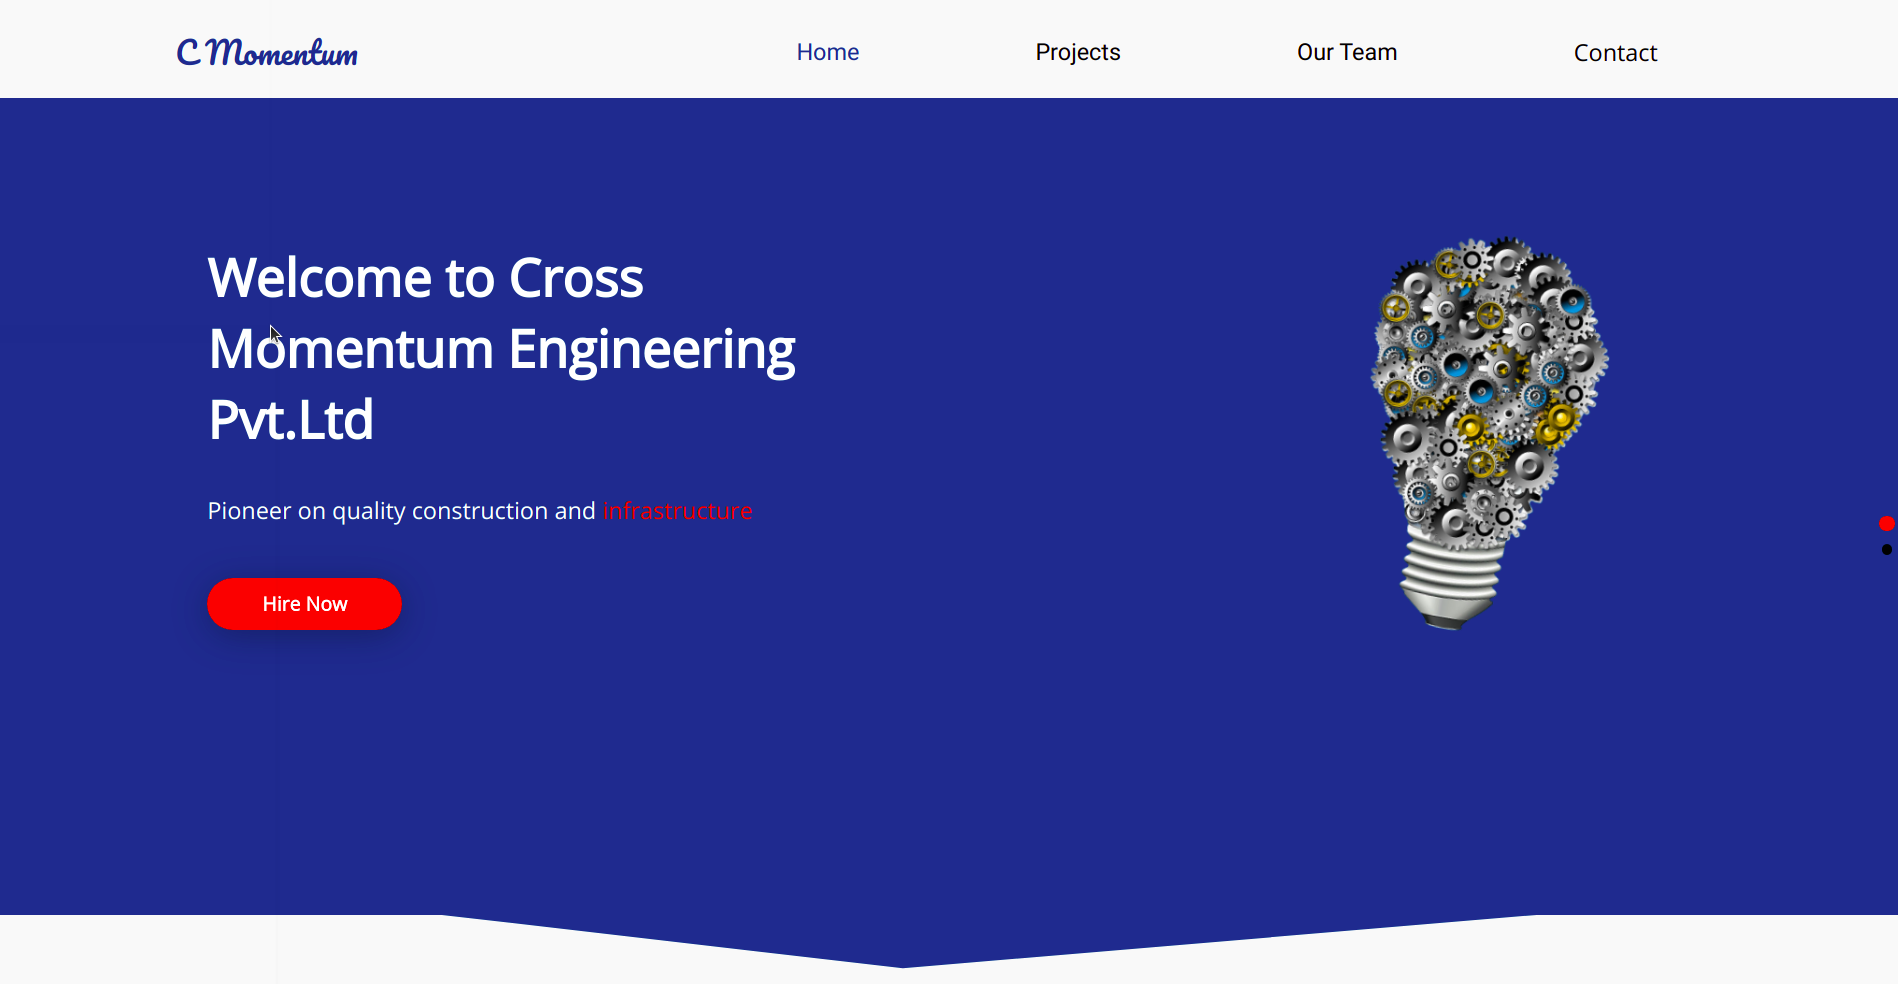 C Momentum
Home
Projects
Our Team
Contact
Welcome to Cross
Momentum Engineering
Pvt.Ltd
Pioneer on quality construction and infrastructure
Hire Now